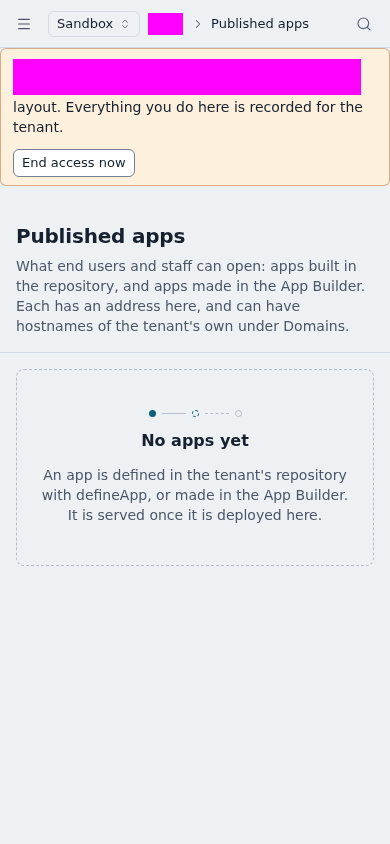 Sandbox
Published apps
layout. Everything you do here is recorded for the
tenant.
End access now
Published apps
What end users and staff can open: apps built in
the repository, and apps made in the App Builder.
Each has an address here, and can have
hostnames of the tenant's own under Domains.
No apps yet
An app is defined in the tenant's repository
with defineApp, or made in the App Builder.
It is served once it is deployed here.